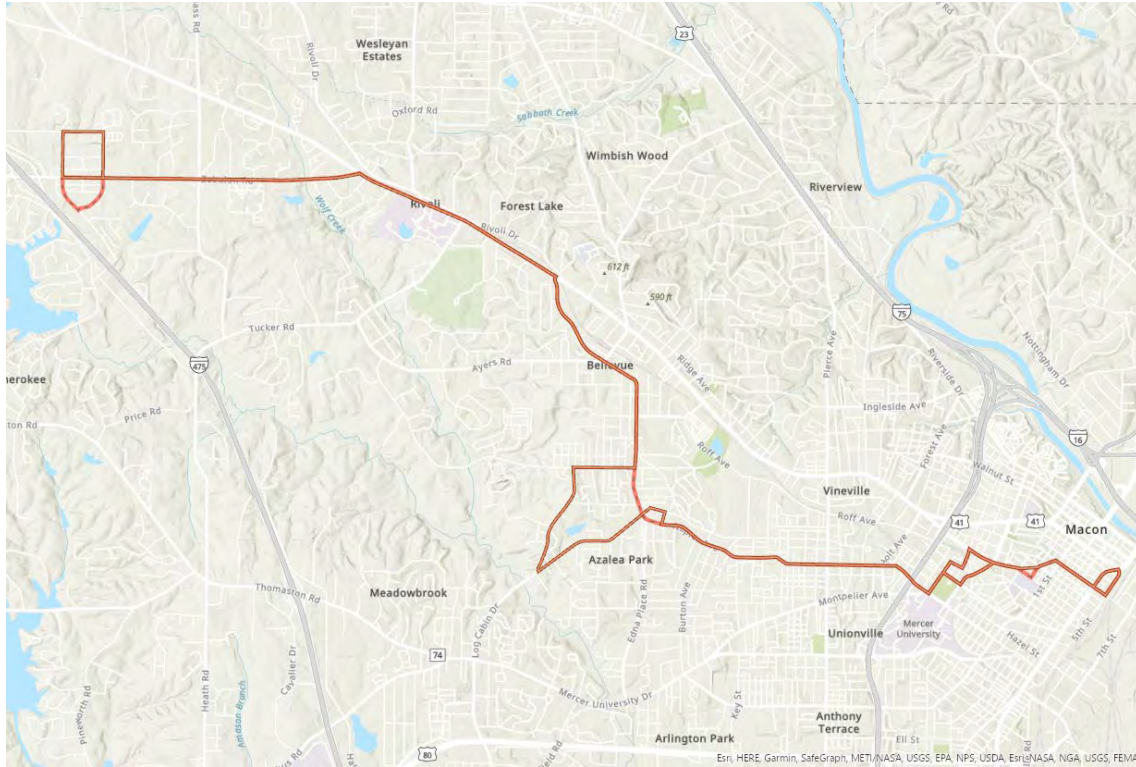 Wesleyan
Estates
Rivoli Dr
23
Oxford Rd
Sabbath Creek
Wimbish Wood
Riverview
Wolf Creek
Rivoli
Forest Lake
Rivoli Dr
612 ft
590 ft
75
Nottingham Dr
Tucker Rd
475
Ayers Rd
Bellevue
Ridge Ave
Pierce Ave
Riverside Dr
Price Rd
Ingleside Ave
Forest Ave
16
Roff Ave
Walnut St
Vineville
Roff Ave
41
41
Macon
Azalea Park
Thomaston Rd
Meadowbrook
Log Cabin Dr
Edna Place Rd
Burton Ave
Montpelier Ave
Mercer
University
1st St
Unionville
Hazel St
5th St
7th St
74
Mercer University Dr
Key St
Heath Rd
Cavalier Dr
Pineworth Rd
Amason Branch
Anthony
Terrace
Ell St
80
Arlington Park
Esri, HERE, Garmin, SafeGraph, METI/NASA, USGS, EPA, NPS, USDA, Esri, NASA, NGA, USGS, FEMA